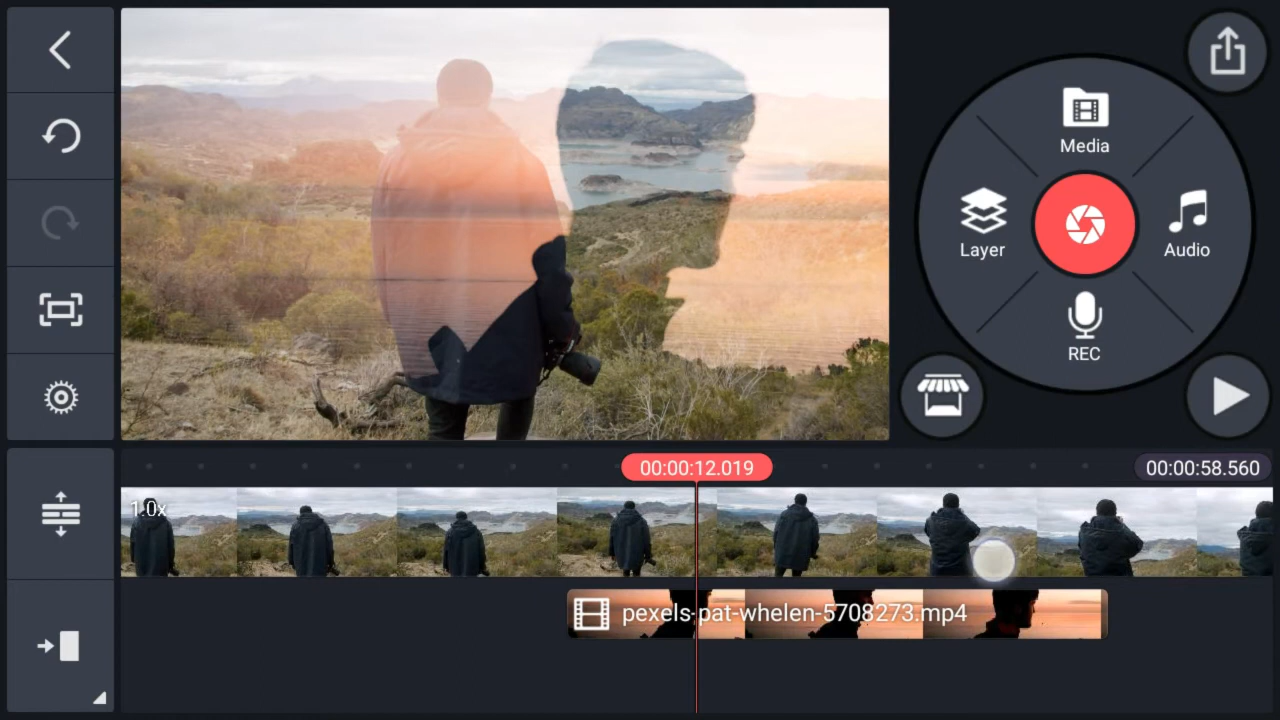 Media
Layer
Audio
REC
00:00:12.019
00:00:58.560
1.0x
pexels-pat-whelen-5708273.mp4